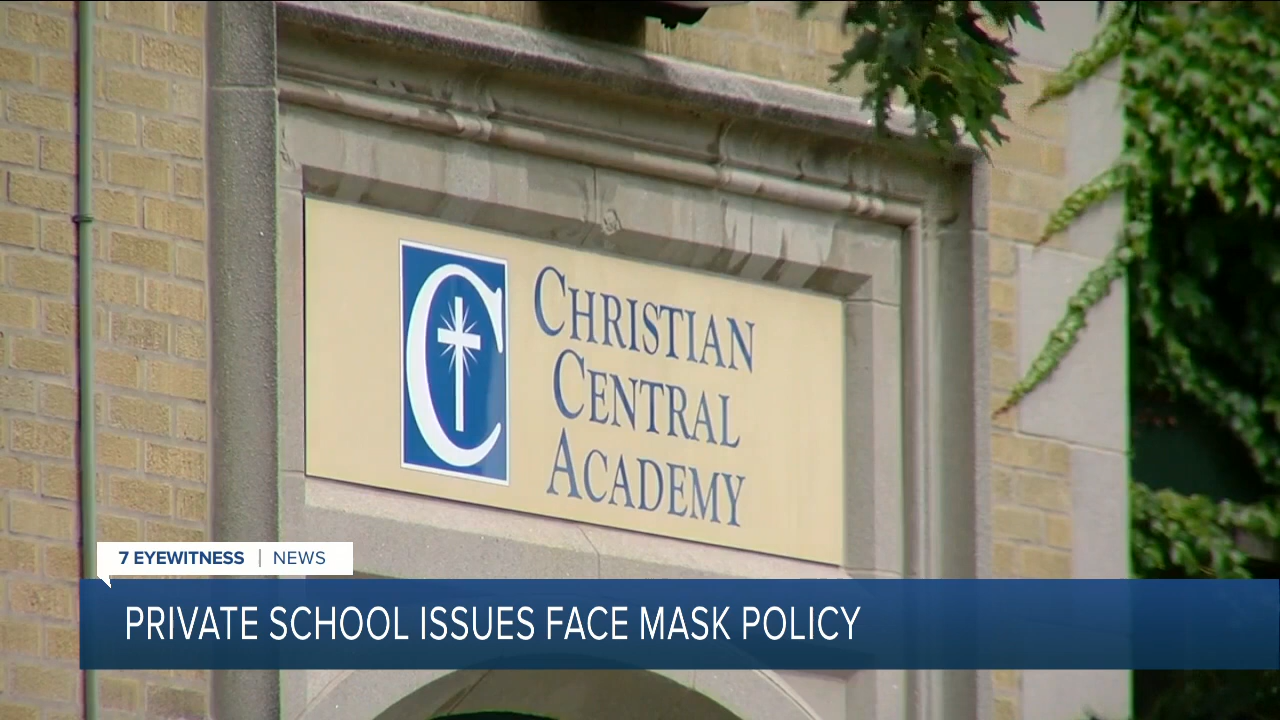 C
CHRISTIAN
CENTRAL
ACADEMY
7 EYEWITNESS | NEWS
PRIVATE SCHOOL ISSUES FACE MASK POLICY